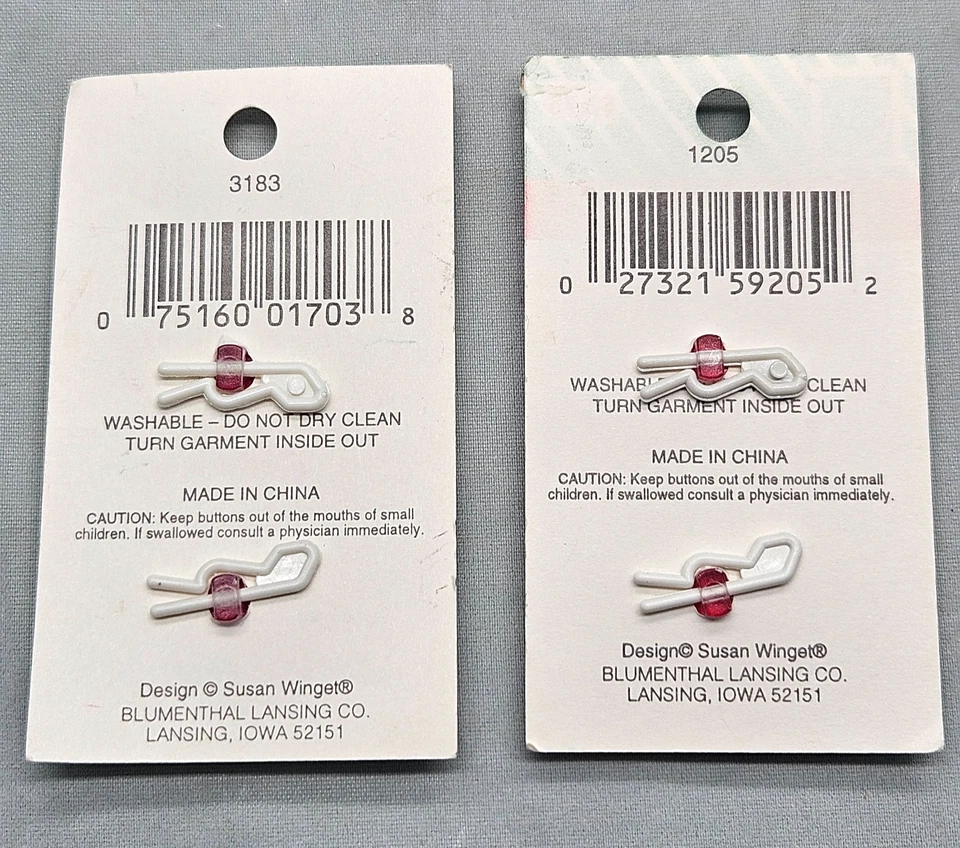 3183
0 75160 01703 8
WASHABLE – DO NOT DRY CLEAN
TURN GARMENT INSIDE OUT
MADE IN CHINA
CAUTION: Keep buttons out of the mouths of small
children. If swallowed consult a physician immediately.
Design © Susan Winget®
BLUMENTHAL LANSING CO.
LANSING, IOWA 52151
1205
0 27321 59205 2
CLEAN
TURN GARMENT INSIDE OUT
MADE IN CHINA
CAUTION: Keep buttons out of the mouths of small
children. If swallowed consult a physician immediately.
Design© Susan Winget®
BLUMENTHAL LANSING CO.
LANSING, IOWA 52151